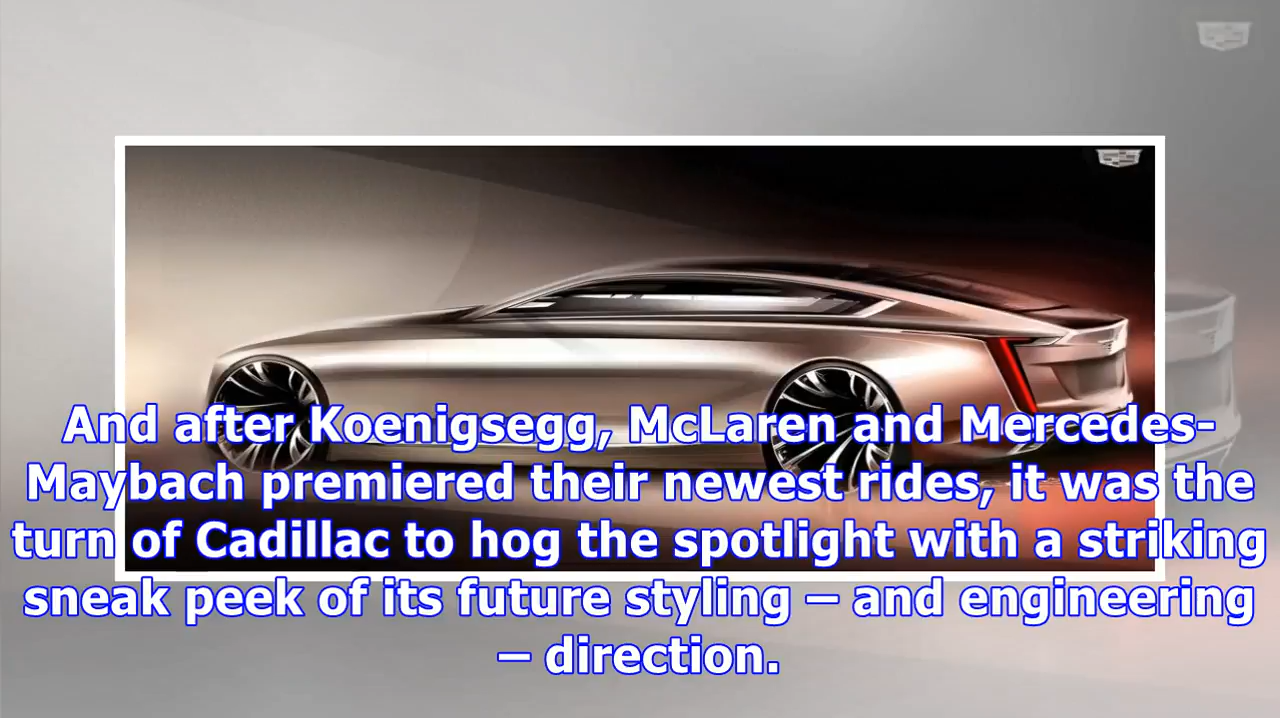 And after Koenigsegg, McLaren and Mercedes-
Maybach premiered their newest rides, it was the
turn of Cadillac to hog the spotlight with a striking
sneak peek of its future styling – and engineering
– direction.